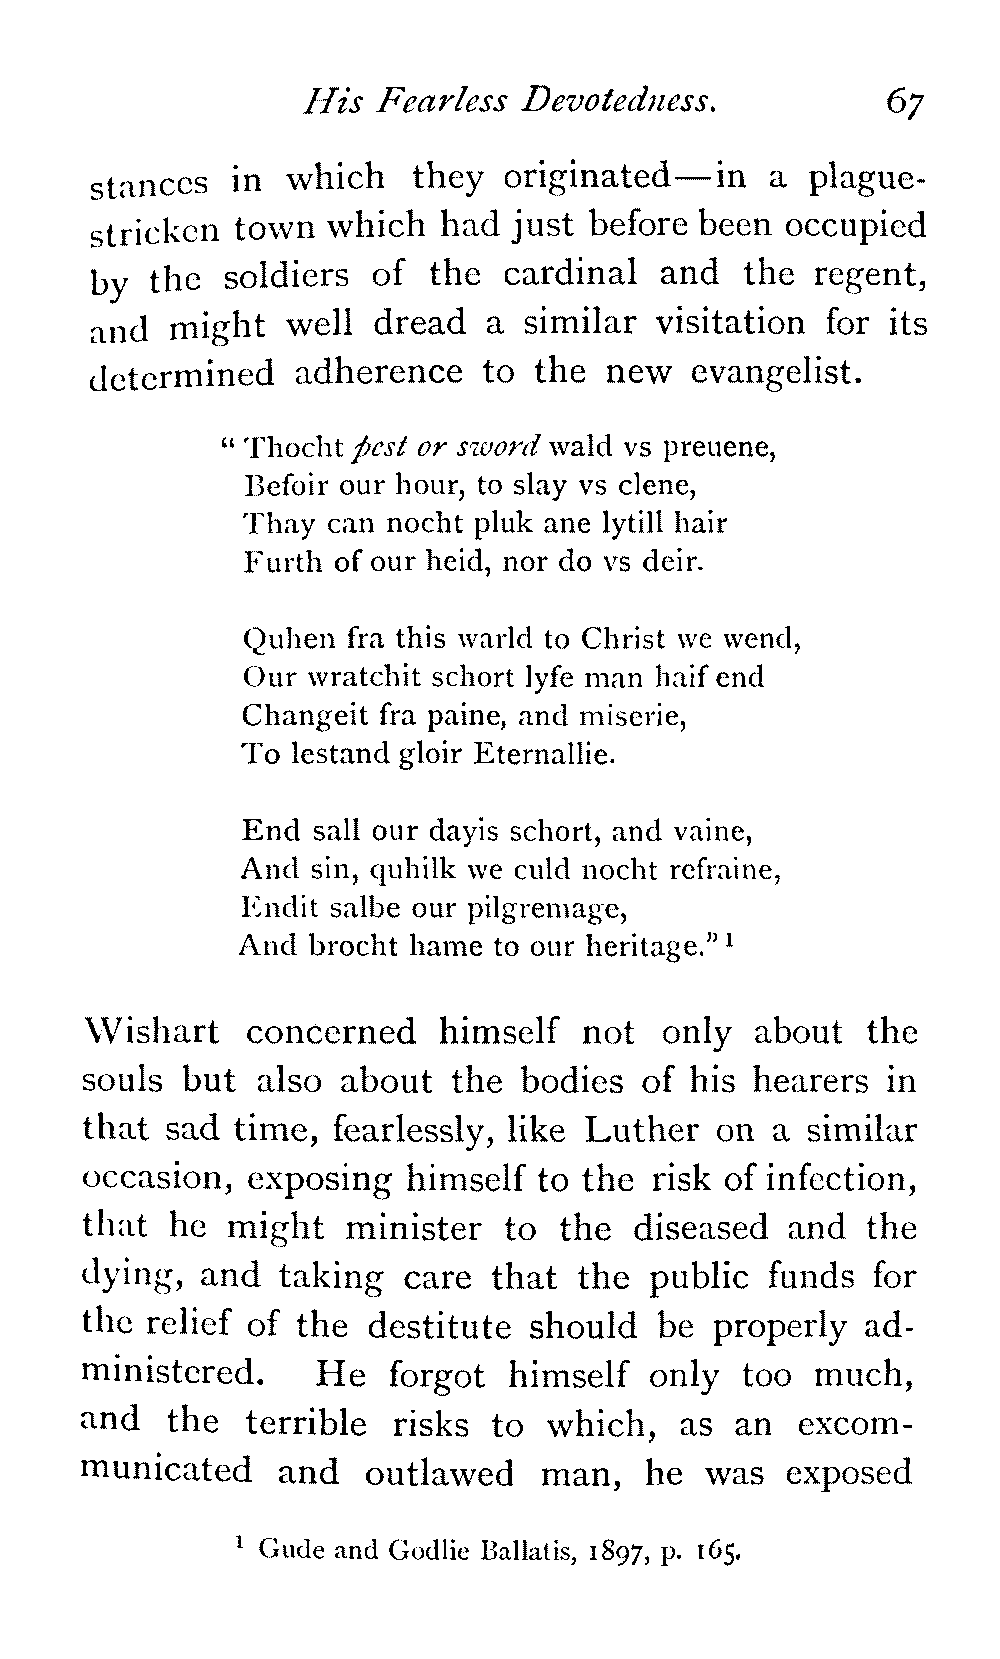 His Fearless Devotedness. 67
stances in which they originated—in a plague-
stricken town which had just before been occupied
by the soldiers of the cardinal and the regent,
and might well dread a similar visitation for its
determined adherence to the new evangelist.
“ Thocht pest or sword wald vs preuene,
Befoir our hour, to slay vs clene,
Thay can nocht pluk ane lytill hair
Furth of our heid, nor do vs deir.
Quhen fra this warld to Christ we wend,
Our wratchit schort lyfe man haif end
Changeit fra paine, and miserie,
To lestand gloir Eternallie.
End sall our dayis schort, and vaine,
And sin, quhilk we culd nocht refraine,
Endit salbe our pilgremage,
And brocht hame to our heritage.” 1
Wishart concerned himself not only about the
souls but also about the bodies of his hearers in
that sad time, fearlessly, like Luther on a similar
occasion, exposing himself to the risk of infection,
that he might minister to the diseased and the
dying, and taking care that the public funds for
the relief of the destitute should be properly ad-
ministered. He forgot himself only too much,
and the terrible risks to which, as an excom-
municated and outlawed man, he was exposed
1 Gude and Godlie Ballatis, 1897, p. 165.